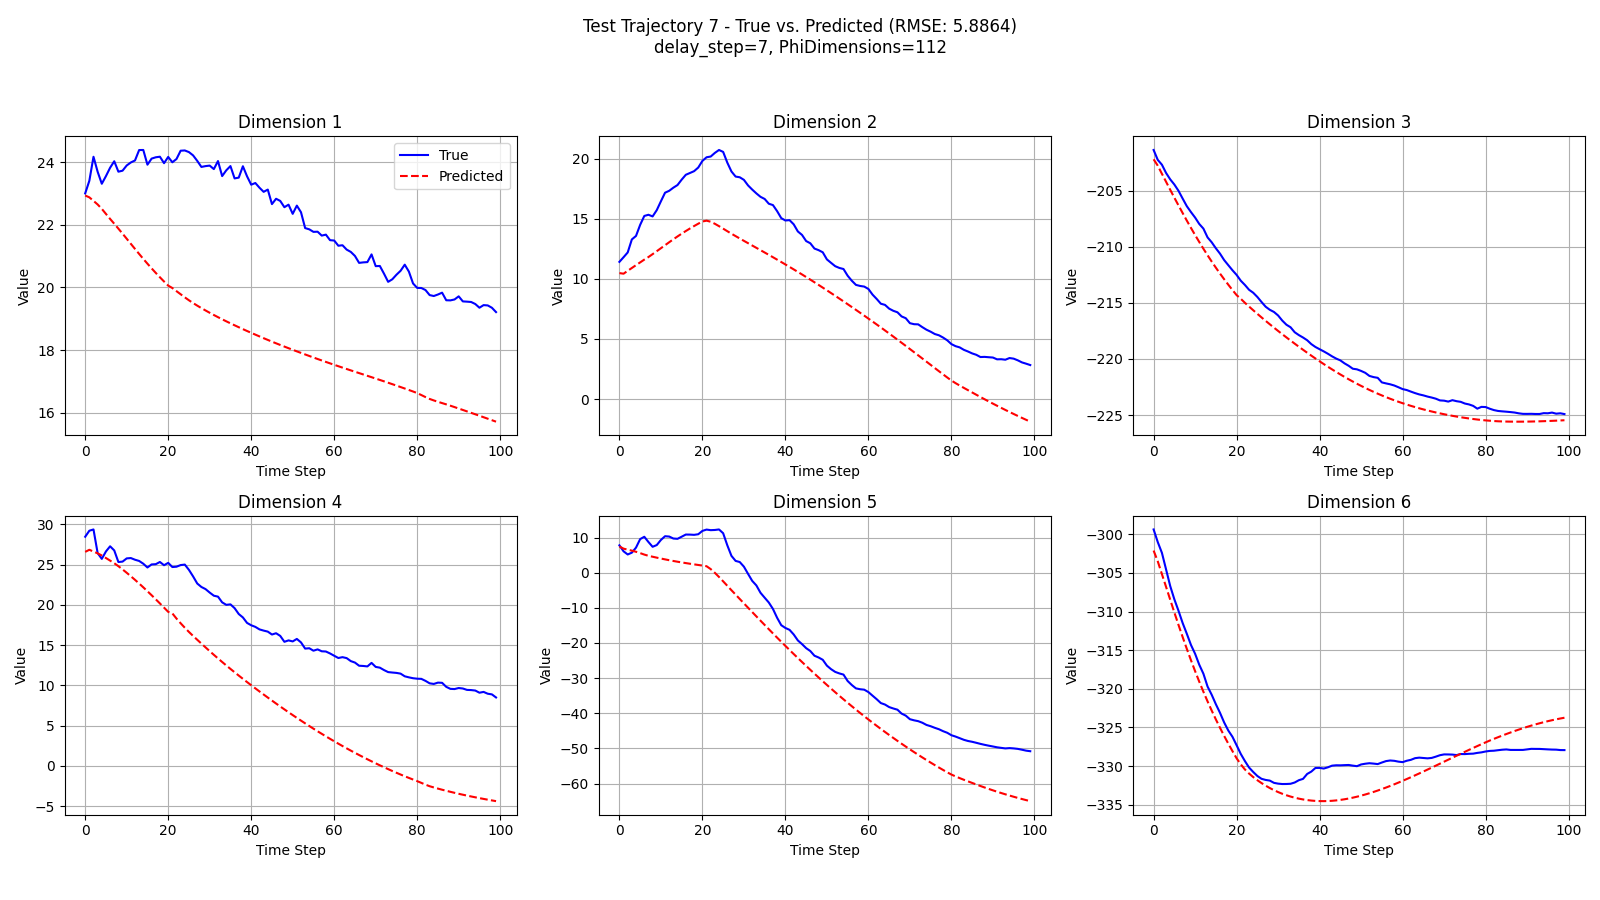 Test Trajectory 7 - True vs. Predicted (RMSE: 5.8864)
delay_step=7, PhiDimensions=112
Dimension 1
24
22
20
18
16
0 20 40 60 80 100
Value
Time Step
True
Predicted
Dimension 2
20
15
10
5
0
0 20 40 60 80 100
Value
Time Step
Dimension 3
−205
−210
−215
−220
−225
0 20 40 60 80 100
Value
Time Step
Dimension 4
30
25
20
15
10
5
0
−5
0 20 40 60 80 100
Value
Time Step
Dimension 5
10
0
−10
−20
−30
−40
−50
−60
0 20 40 60 80 100
Value
Time Step
Dimension 6
−300
−305
−310
−315
−320
−325
−330
−335
0 20 40 60 80 100
Value
Time Step